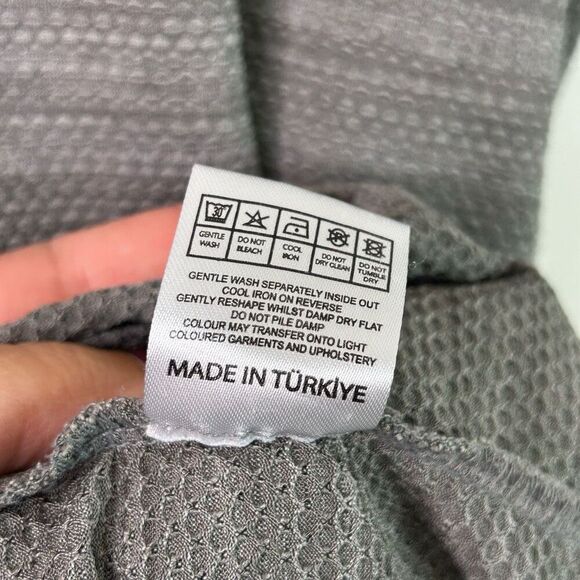 30
GENTLE WASH
DO NOT BLEACH
COOL IRON
DO NOT DRY CLEAN
DO NOT TUMBLE DRY
GENTLE WASH SEPARATELY INSIDE OUT
COOL IRON ON REVERSE
GENTLY RESHAPE WHILST DAMP DRY FLAT
DO NOT PILE DAMP
COLOUR MAY TRANSFER ONTO LIGHT
COLOURED GARMENTS AND UPHOLSTERY
MADE IN TÜRKİYE